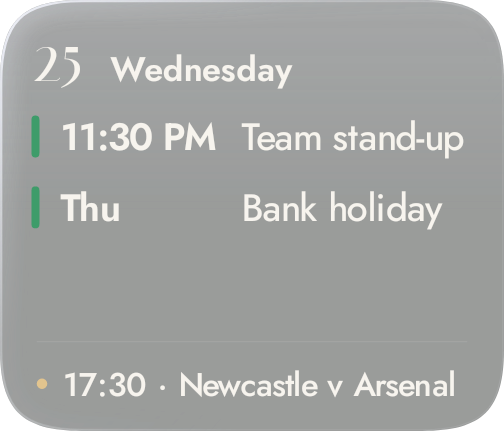 25 Wednesday
11:30 PM Team stand-up
Thu Bank holiday
17:30 · Newcastle v Arsenal